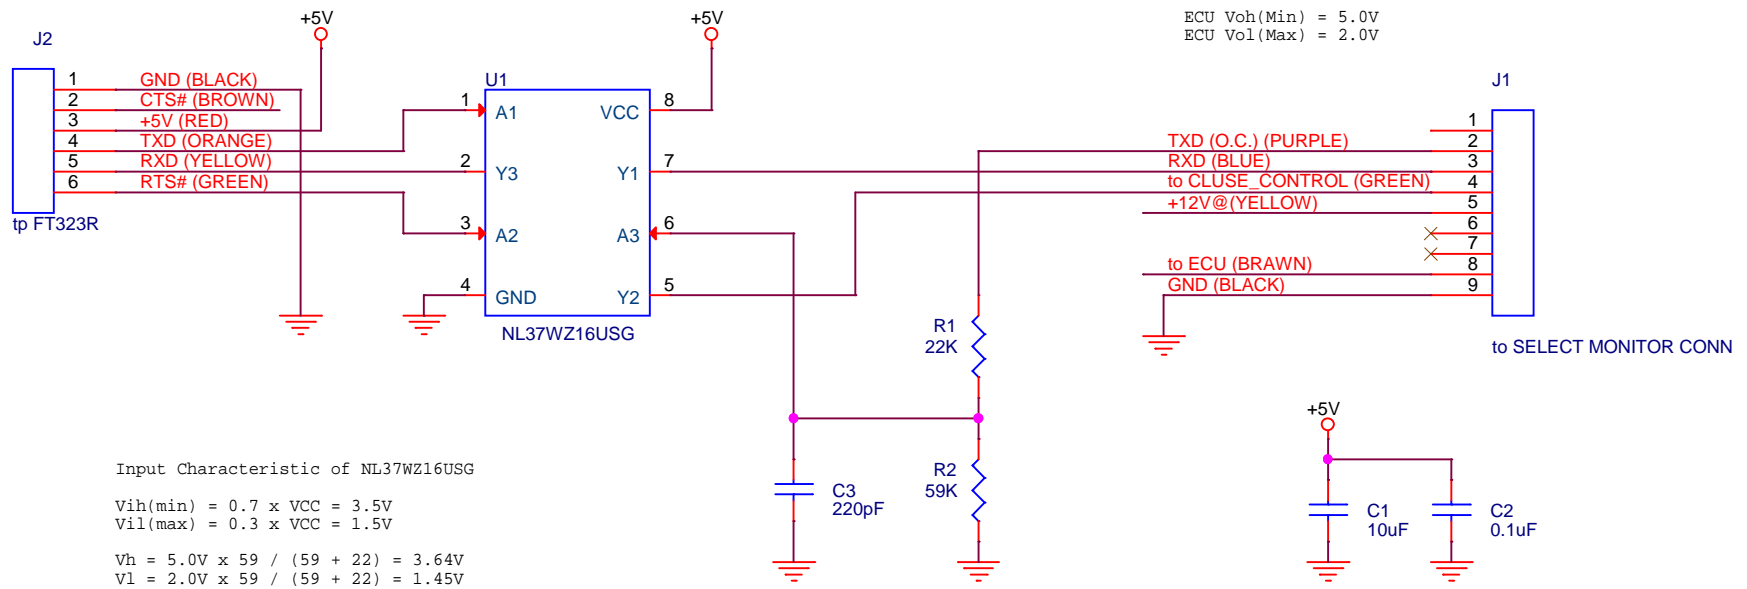 +5V
+5V
ECU Voh(Min) = 5.0V
ECU Vol(Max) = 2.0V
J2
1 GND (BLACK)
2 CTS# (BROWN)
3 +5V (RED)
4 TXD (ORANGE)
5 RXD (YELLOW)
6 RTS# (GREEN)
tp FT323R
U1
1 A1 VCC 8
2 Y3 Y1 7
3 A2 A3 6
4 GND Y2 5
NL37WZ16USG
J1
1
TXD (O.C.) (PURPLE) 2
RXD (BLUE) 3
to CLUSE_CONTROL (GREEN) 4
+12V@(YELLOW) 5
6
7
to ECU (BRAWN) 8
GND (BLACK) 9
to SELECT MONITOR CONN
R1
22K
R2
59K
C3
220pF
+5V
C1
10uF
C2
0.1uF
Input Characteristic of NL37WZ16USG
Vih(min) = 0.7 x VCC = 3.5V
Vil(max) = 0.3 x VCC = 1.5V
Vh = 5.0V x 59 / (59 + 22) = 3.64V
Vl = 2.0V x 59 / (59 + 22) = 1.45V